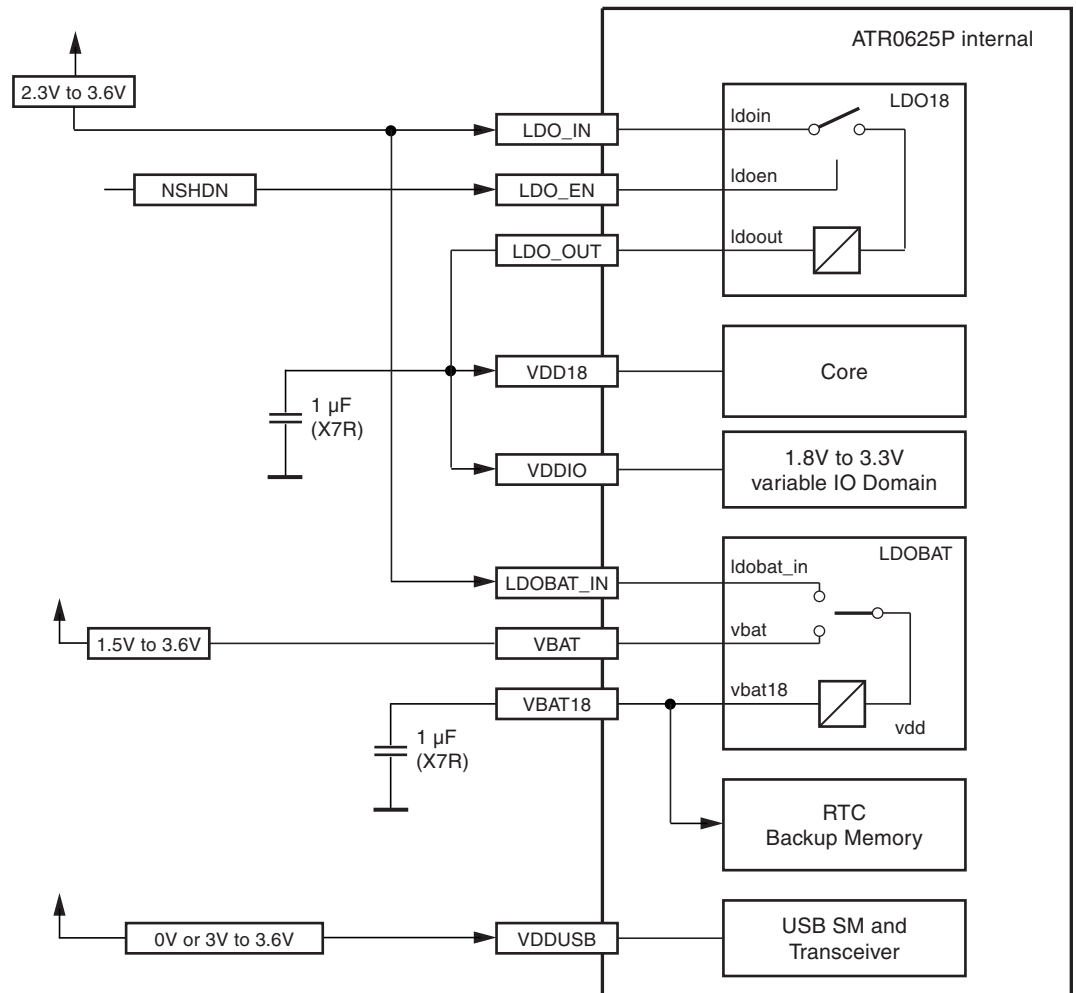 ATR0625P internal
2.3V to 3.6V
LDO18
LDO_IN
ldoin
NSHDN
LDO_EN
ldoen
LDO_OUT
ldoout
VDD18
Core
1 µF
(X7R)
VDDIO
1.8V to 3.3V
variable IO Domain
LDOBAT
LDOBAT_IN
ldobat_in
1.5V to 3.6V
VBAT
vbat
VBAT18
vbat18
vdd
1 µF
(X7R)
RTC
Backup Memory
0V or 3V to 3.6V
VDDUSB
USB SM and
Transceiver